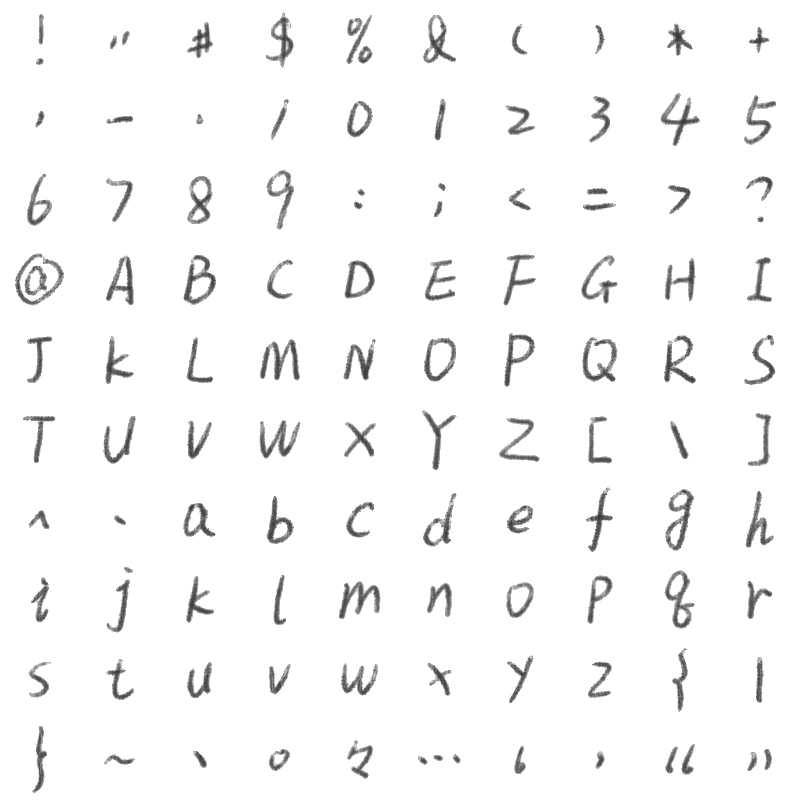 ! " # $ % & ( ) * +
, - . / 0 1 2 3 4 5
6 7 8 9 : ; < = > ?
@ A B C D E F G H I
J K L M N O P Q R S
T U V W X Y Z [ \ ]
^ ` a b c d e f g h
i j k l m n o p q r
s t u v w x y z { |
} ~ 、 。 々 … ‘ ’ “ ”